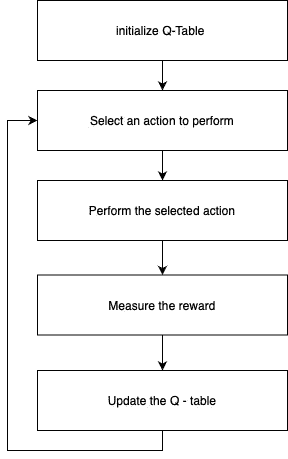 initialize Q-Table
Select an action to perform
Perform the selected action
Measure the reward
Update the Q - table